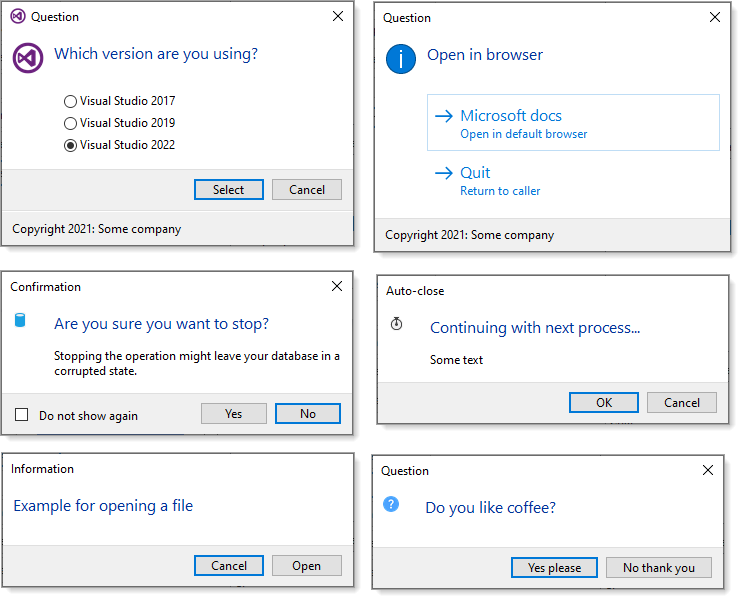 Question
Which version are you using?
Visual Studio 2017
Visual Studio 2019
Visual Studio 2022
Select
Cancel
Copyright 2021: Some company
Question
Open in browser
Microsoft docs
Open in default browser
Quit
Return to caller
Copyright 2021: Some company
Confirmation
Are you sure you want to stop?
Stopping the operation might leave your database in a
corrupted state.
Do not show again
Yes
No
Auto-close
Continuing with next process...
Some text
OK
Cancel
Information
Example for opening a file
Cancel
Open
Question
Do you like coffee?
Yes please
No thank you